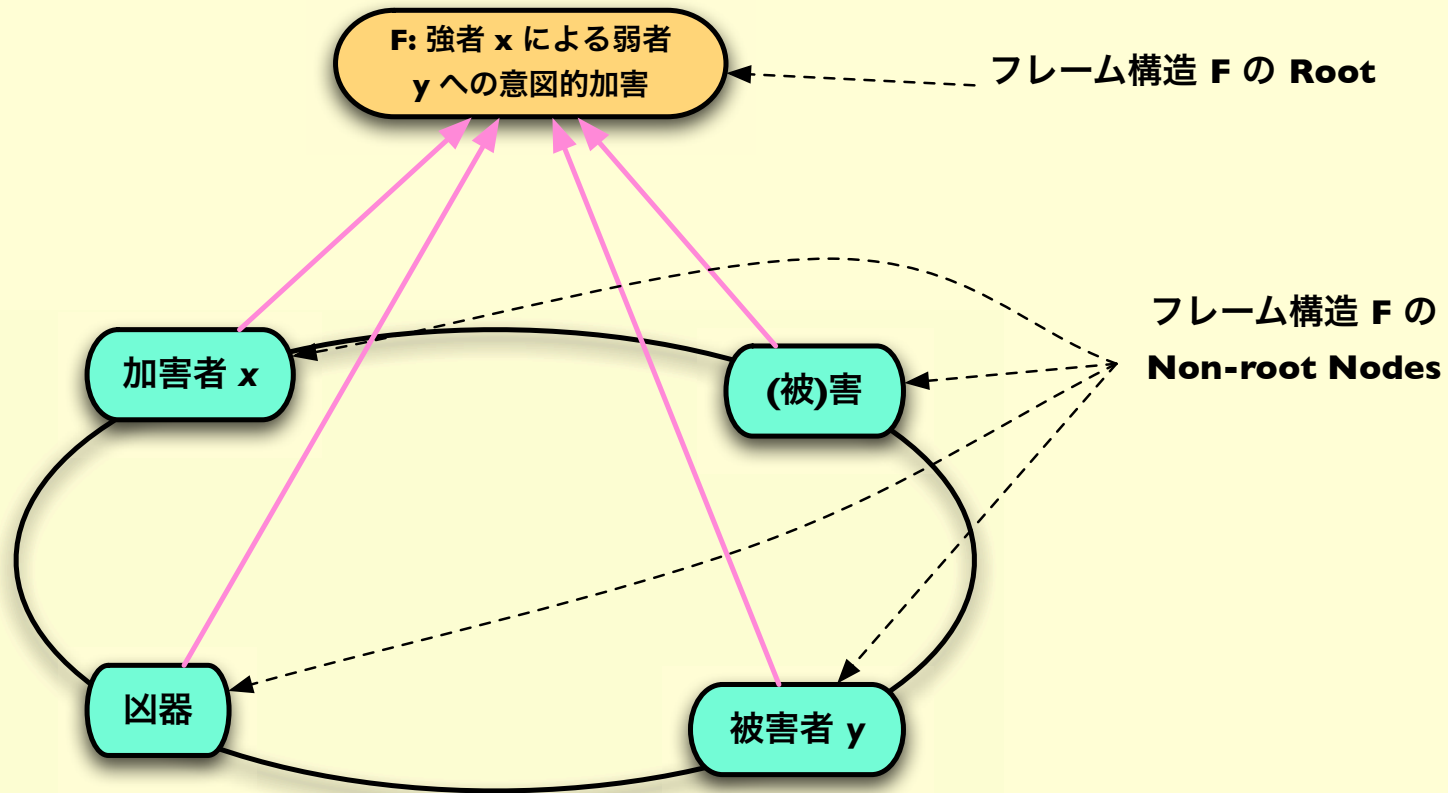 F: 強者 x による弱者
y への意図的加害
フレーム構造 F の Root
フレーム構造 F の
Non-root Nodes
加害者 x
(被)害
凶器
被害者 y